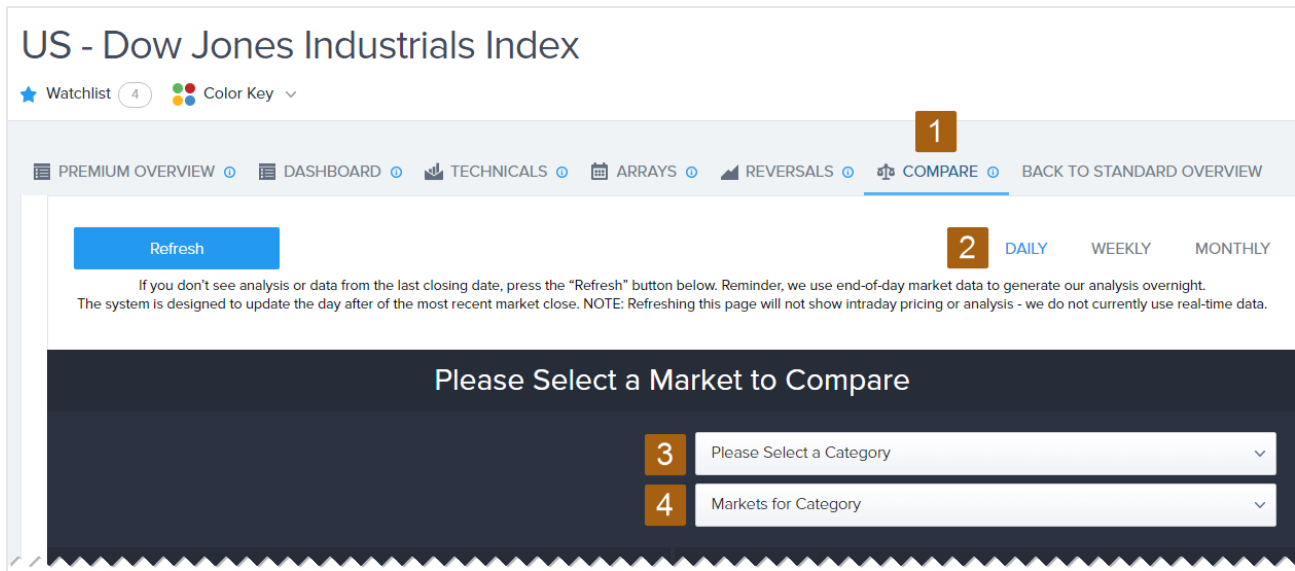 US - Dow Jones Industrials Index
Watchlist 4 Color Key
1
PREMIUM OVERVIEW DASHBOARD TECHNICALS ARRAYS REVERSALS COMPARE BACK TO STANDARD OVERVIEW
Refresh 2 DAILY WEEKLY MONTHLY
If you don't see analysis or data from the last closing date, press the “Refresh” button below. Reminder, we use end-of-day market data to generate our analysis overnight.
The system is designed to update the day after of the most recent market close. NOTE: Refreshing this page will not show intraday pricing or analysis - we do not currently use real-time data.
Please Select a Market to Compare
3 Please Select a Category
4 Markets for Category